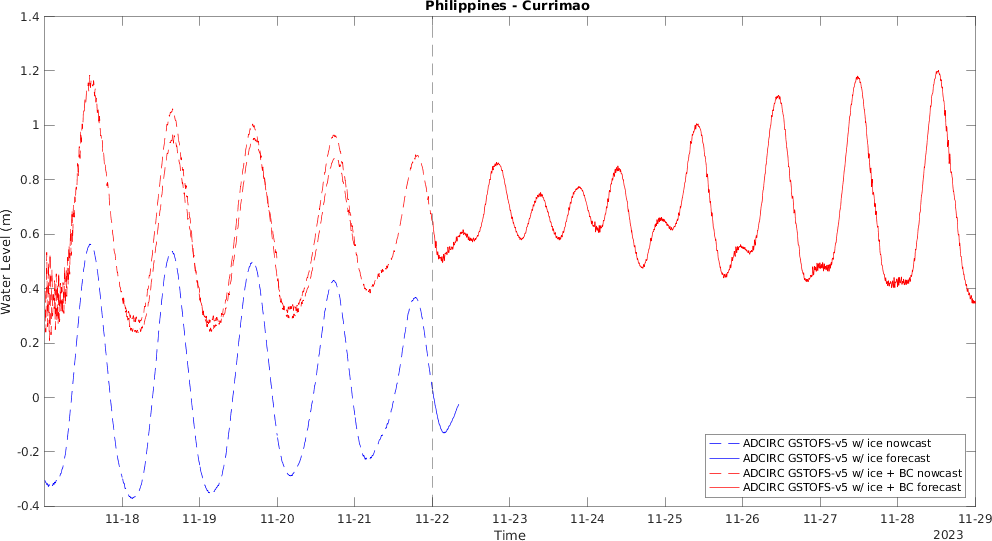 Philippines - Currimao
Water Level (m)
1.4
1.2
1
0.8
0.6
0.4
0.2
0
-0.2
-0.4
11-18 11-19 11-20 11-21 11-22 11-23 11-24 11-25 11-26 11-27 11-28 11-29
Time
2023
ADCIRC GSTOFS-v5 w/ ice nowcast
ADCIRC GSTOFS-v5 w/ ice forecast
ADCIRC GSTOFS-v5 w/ ice + BC nowcast
ADCIRC GSTOFS-v5 w/ ice + BC forecast